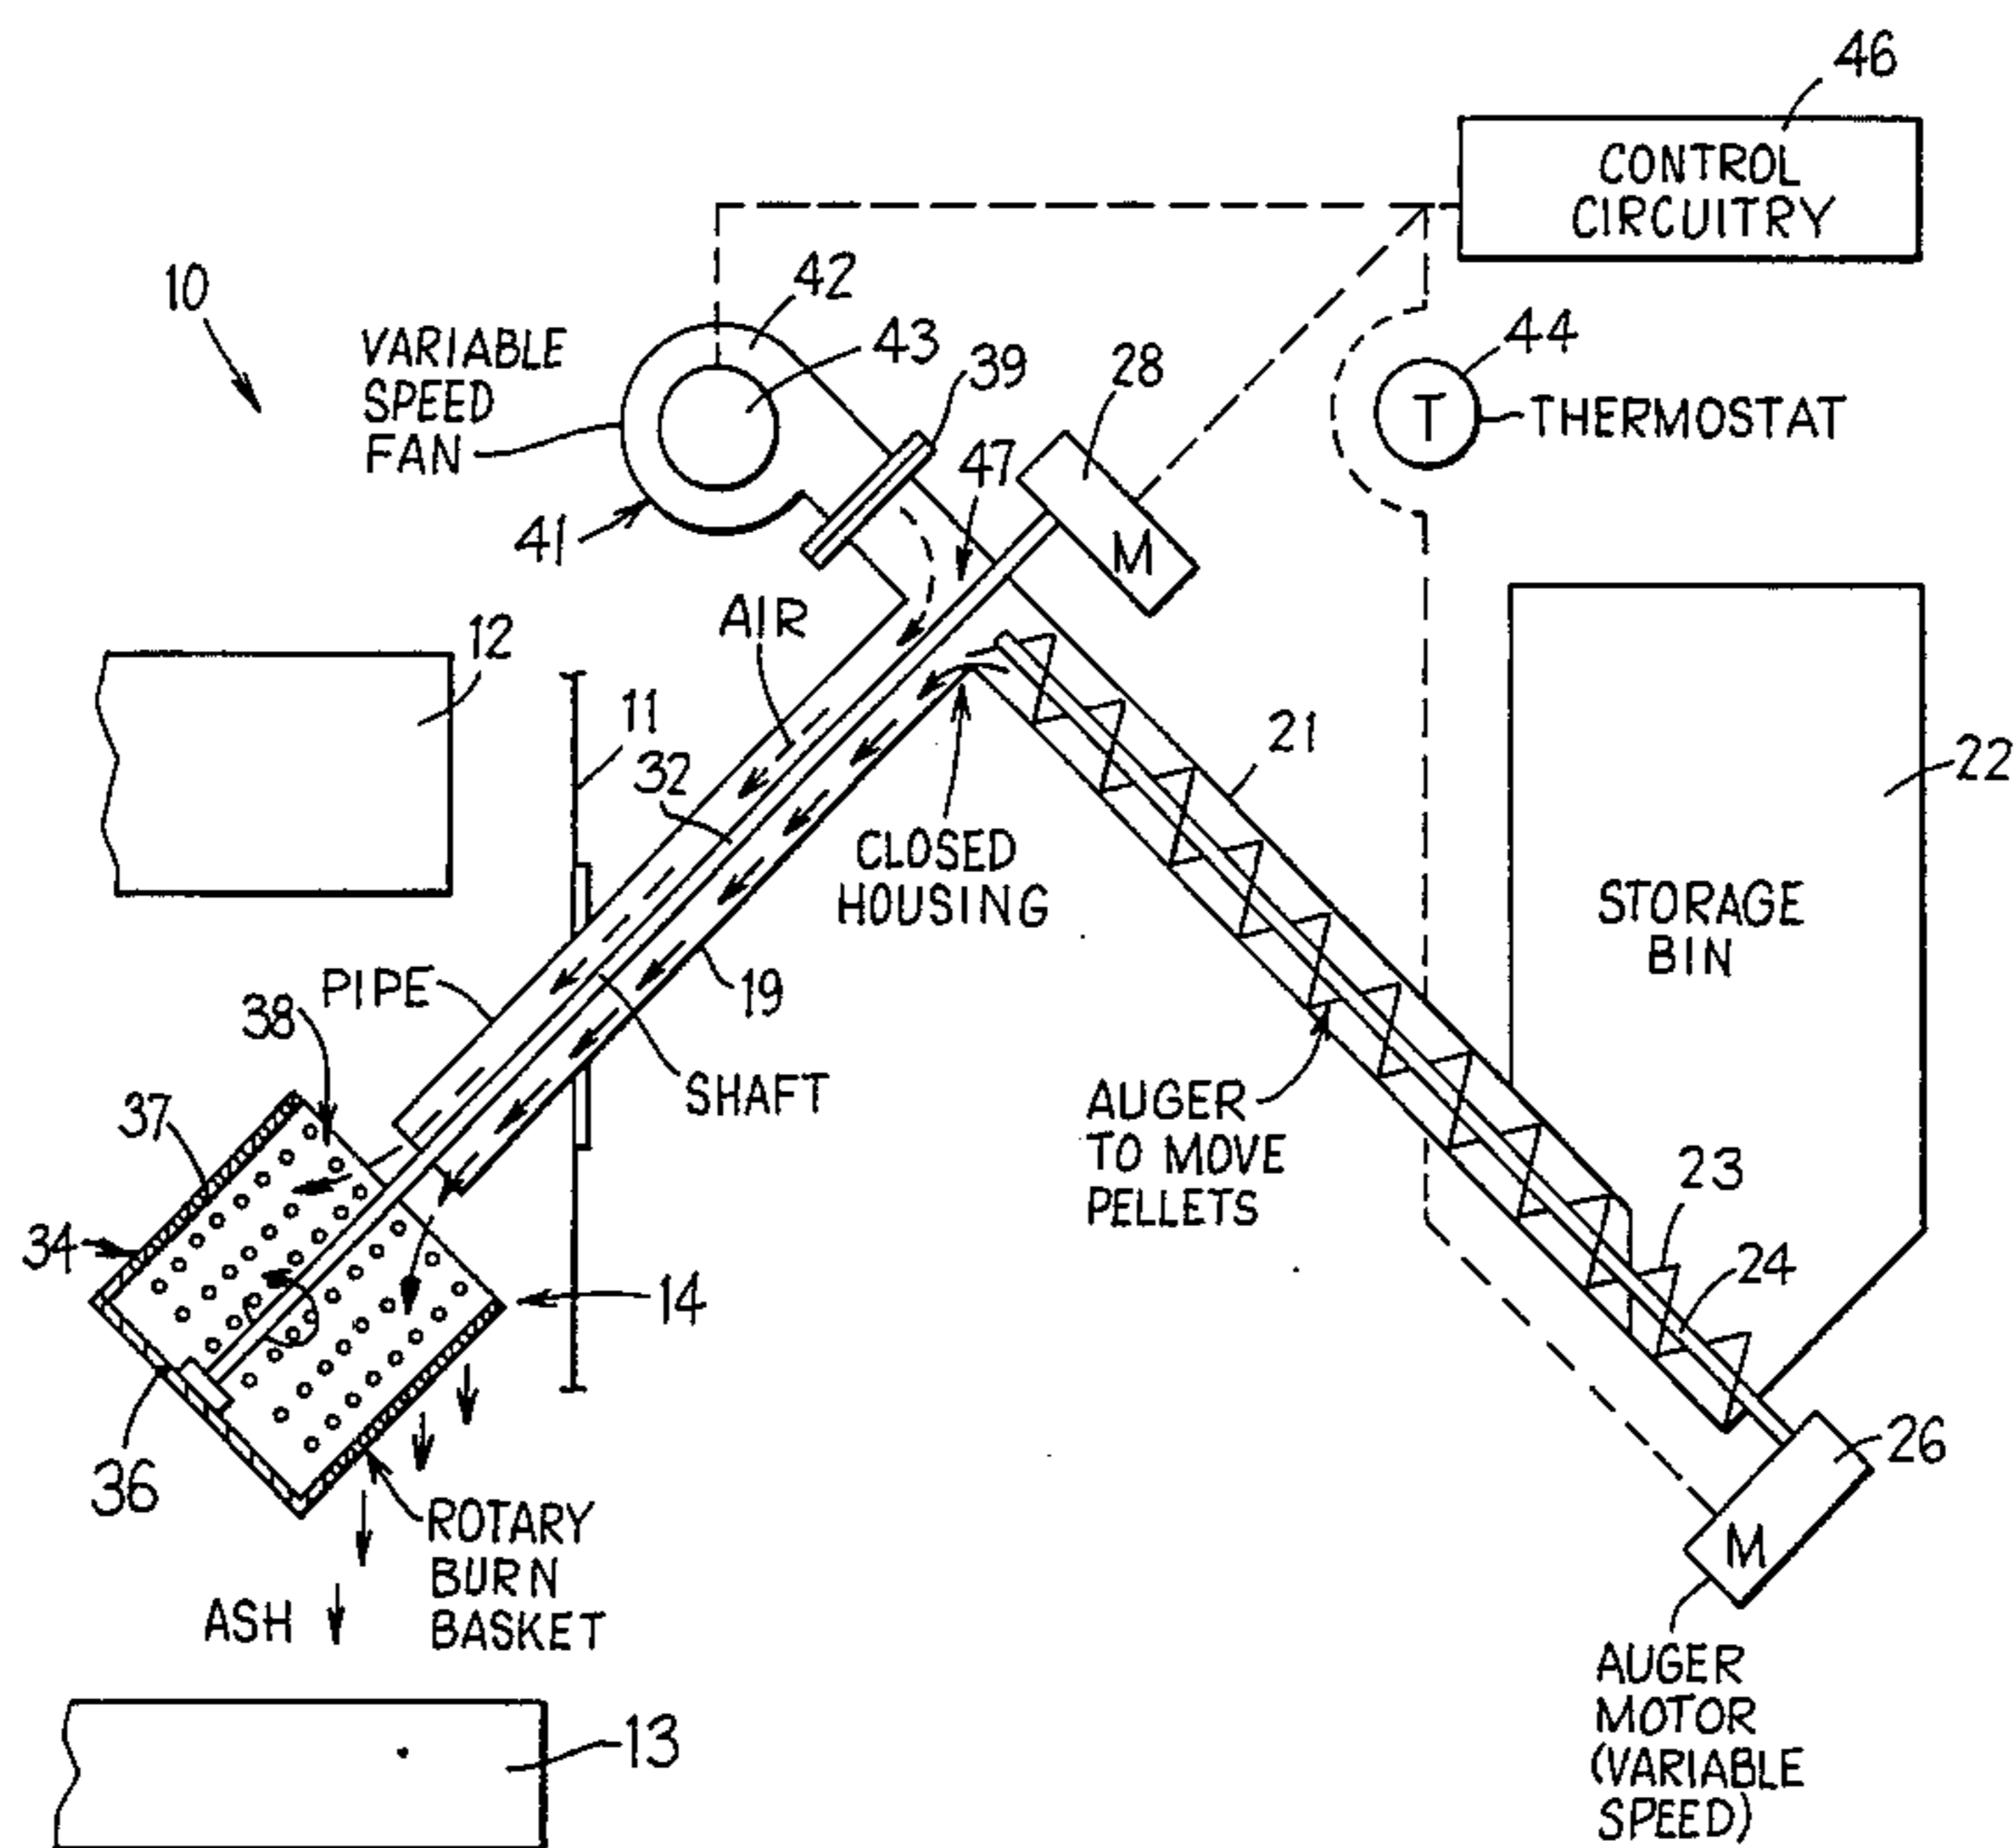 46
CONTROL
CIRCUITRY
10
42
VARIABLE
SPEED
FAN
43
39
28
44
T
THERMOSTAT
47
41
M
AIR
12
11
32
21
22
CLOSED
HOUSING
STORAGE
BIN
PIPE
19
38
SHAFT
37
AUGER
TO MOVE
PELLETS
23
34
24
14
36
26
ROTARY
BURN
BASKET
M
ASH
AUGER
MOTOR
(VARIABLE
SPEED)
13